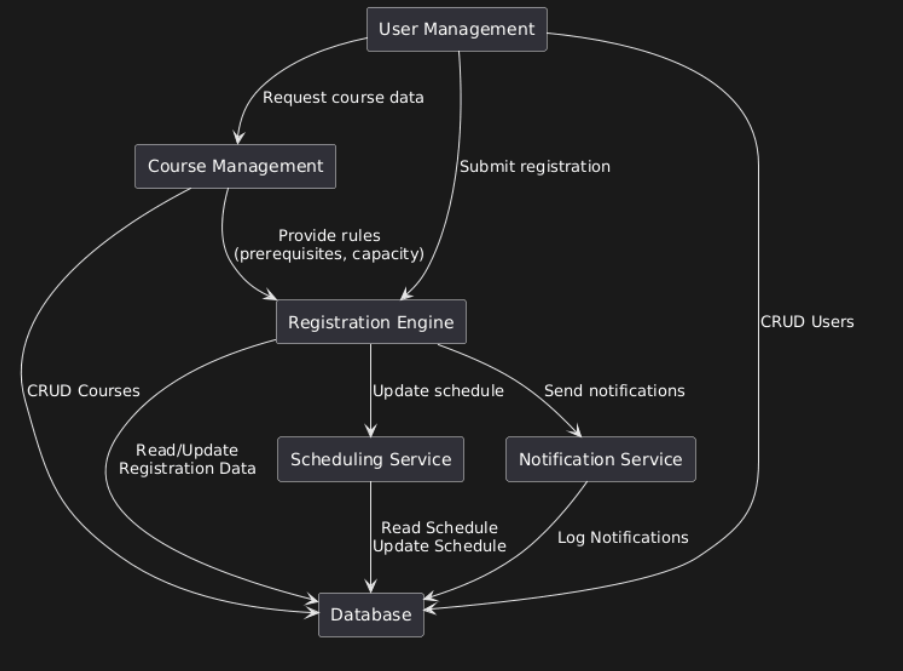 User Management
Request course data
Course Management
Submit registration
Provide rules
(prerequisites, capacity)
Registration Engine
CRUD Users
CRUD Courses
Update schedule
Send notifications
Read/Update
Registration Data
Scheduling Service
Notification Service
Read Schedule
Update Schedule
Log Notifications
Database